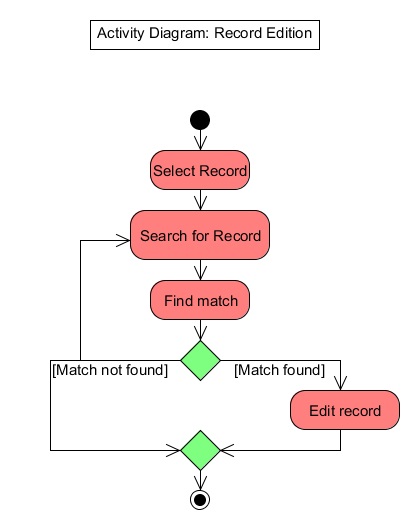 Activity Diagram: Record Edition
Select Record
Search for Record
Find match
[Match not found]
[Match found]
Edit record